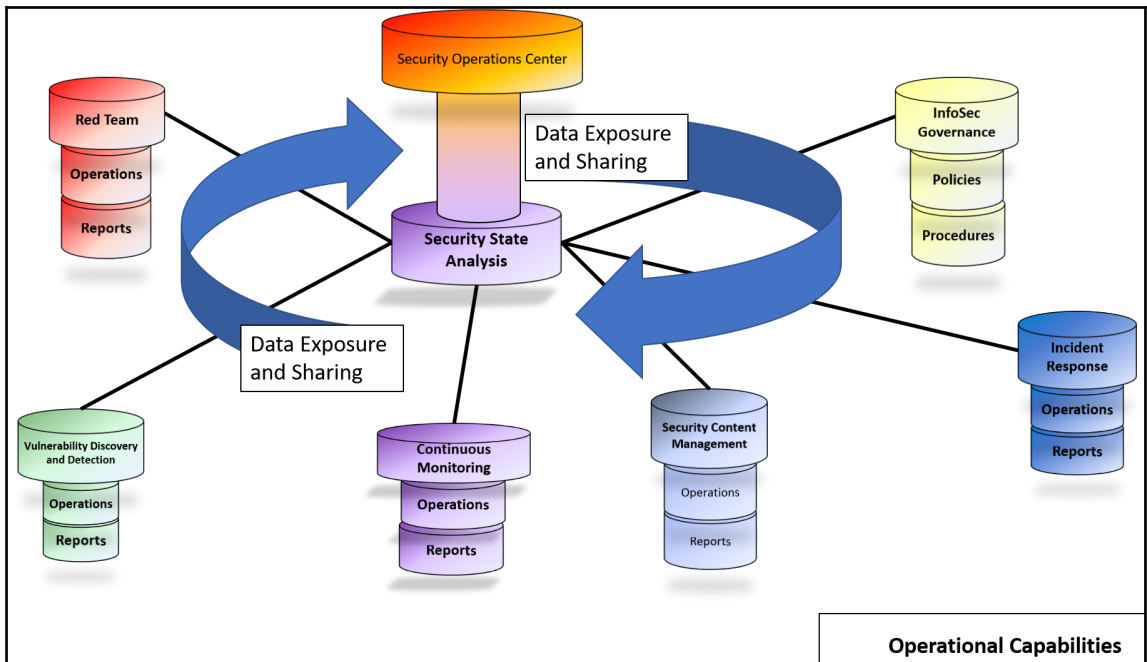 Security Operations Center
Red Team
Operations
Reports
Data Exposure
and Sharing
InfoSec
Governance
Policies
Procedures
Security State
Analysis
Data Exposure
and Sharing
Incident
Response
Operations
Reports
Vulnerability Discovery
and Detection
Operations
Reports
Continuous
Monitoring
Operations
Reports
Security Content
Management
Operations
Reports
Operational Capabilities